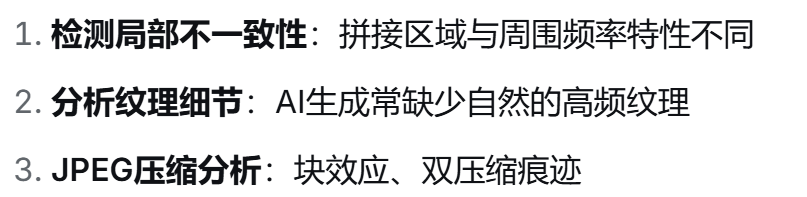 1. 检测局部不一致性：拼接区域与周围频率特性不同
2. 分析纹理细节：AI生成常缺少自然的高频纹理
3. JPEG压缩分析：块效应、双压缩痕迹